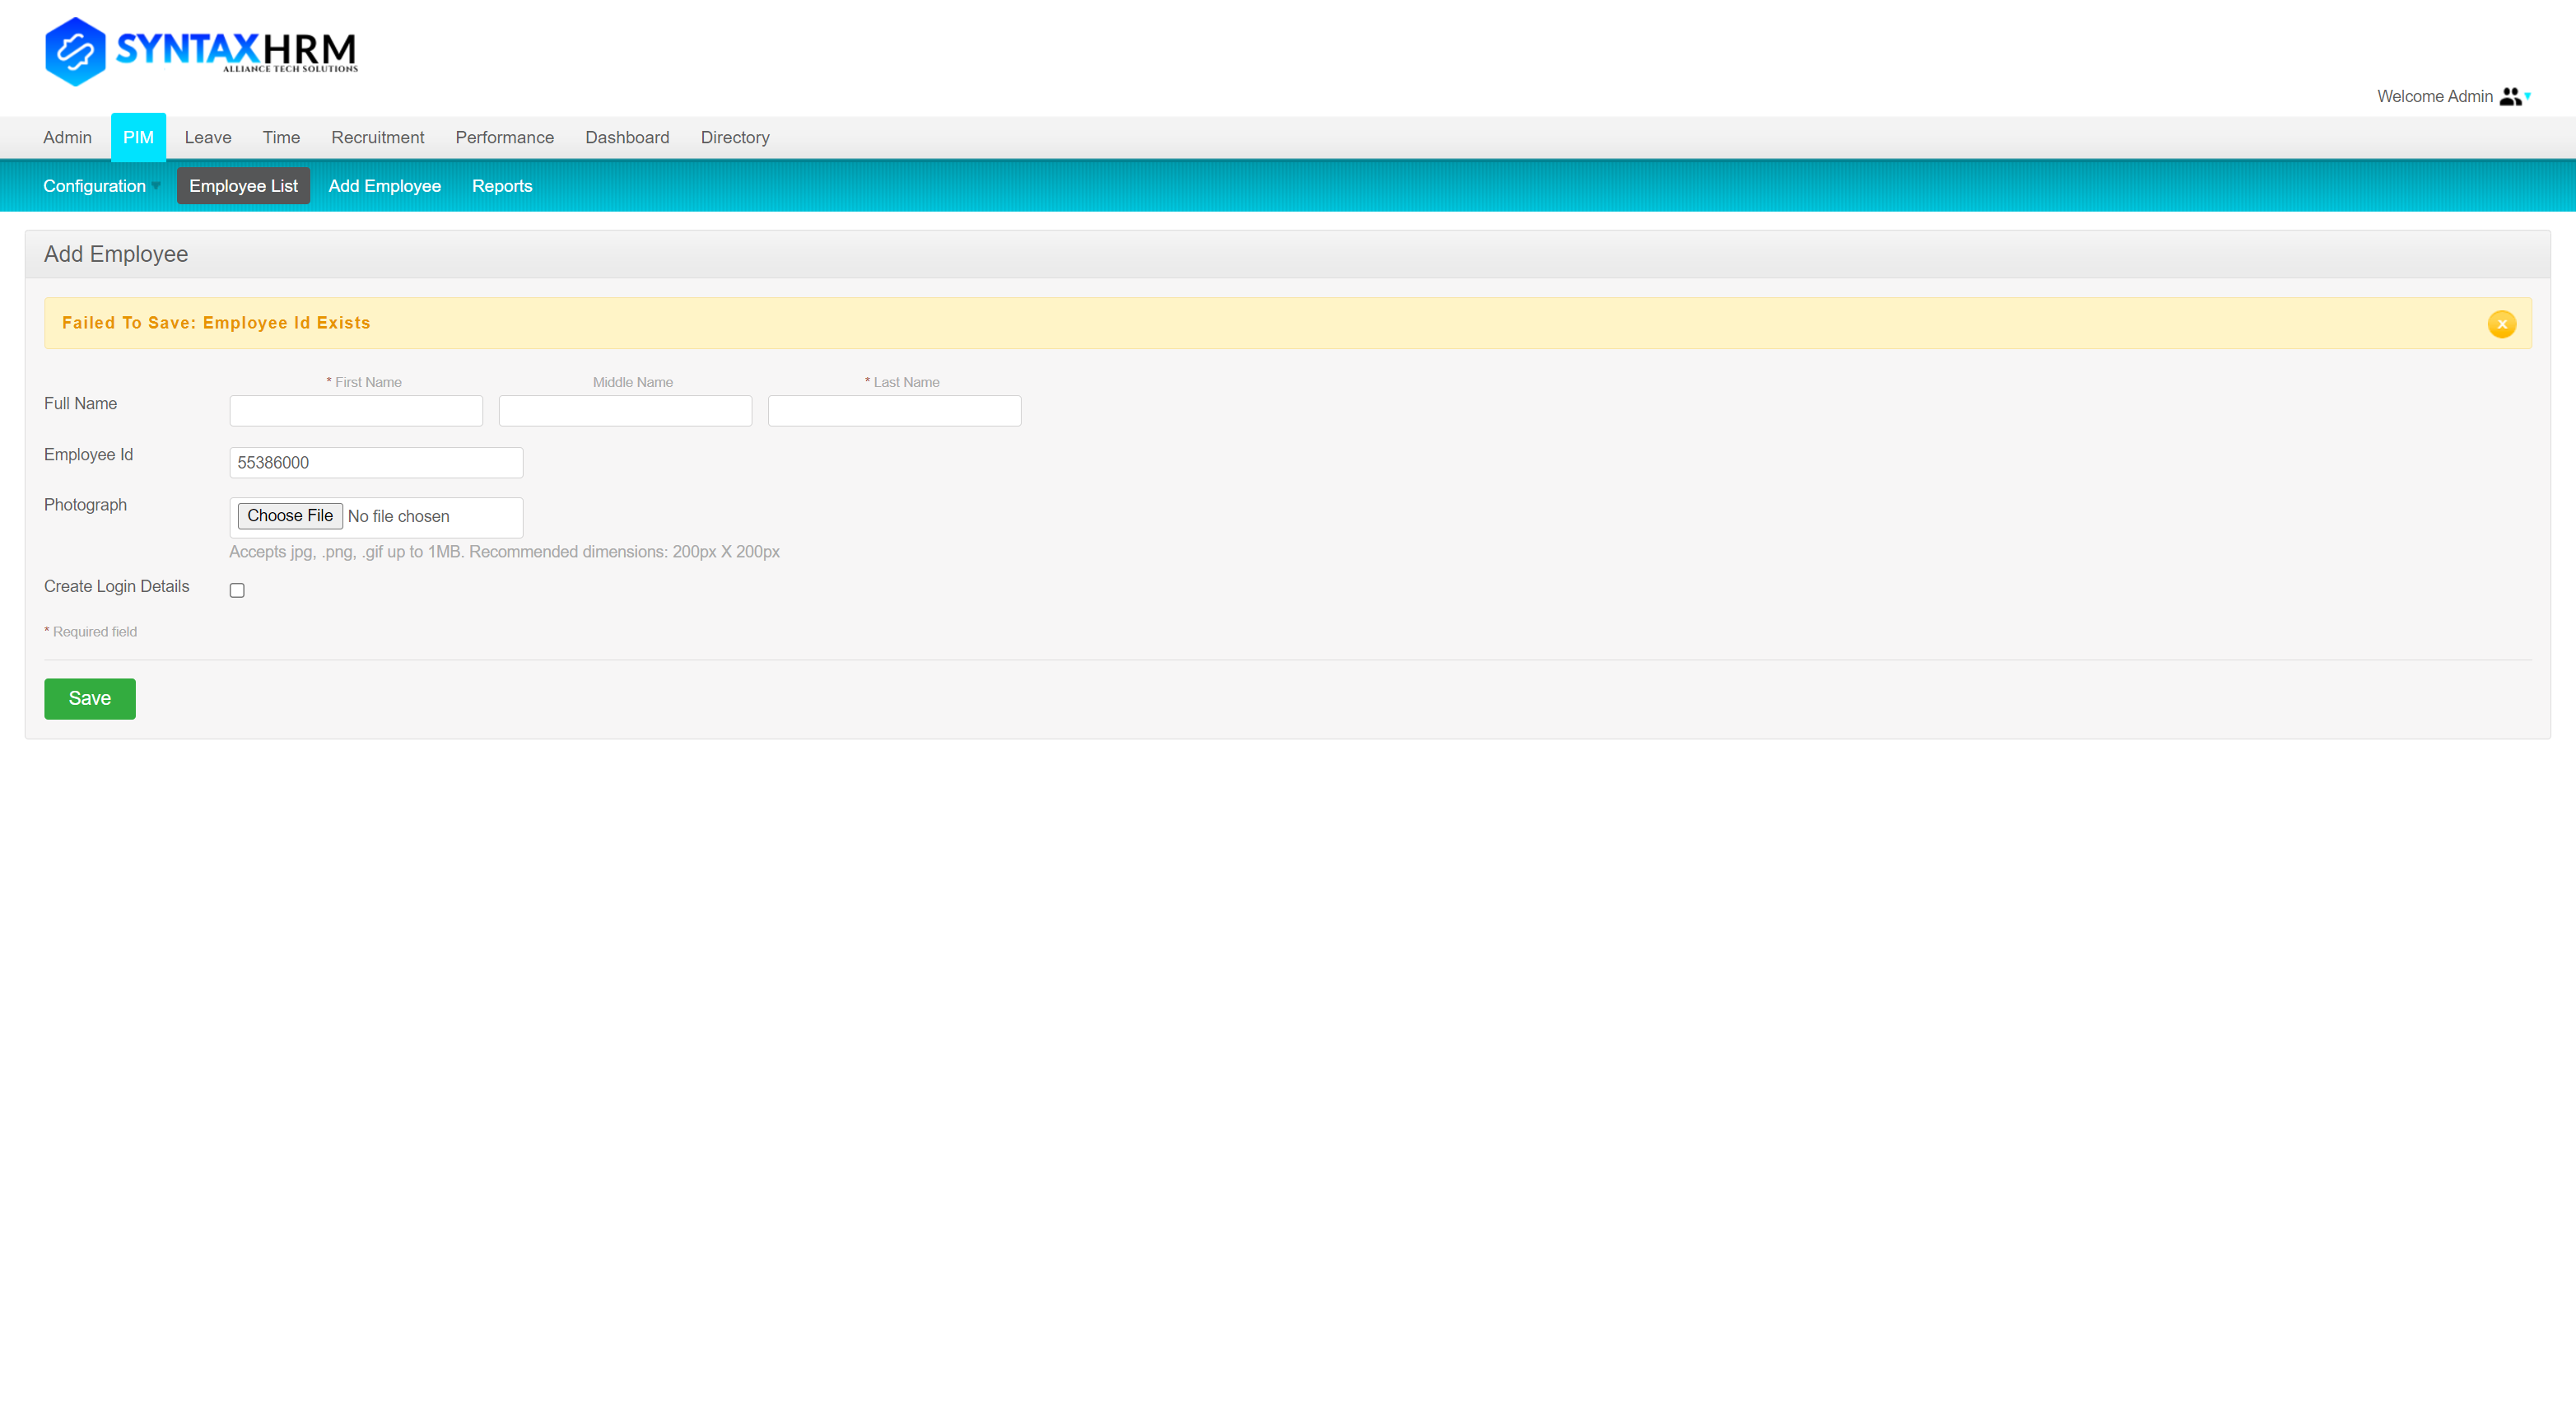 SYNTAXHRM
ALLIANCE TECH SOLUTIONS
Welcome Admin
Admin PIM Leave Time Recruitment Performance Dashboard Directory
Configuration Employee List Add Employee Reports
Add Employee
Failed To Save: Employee Id Exists
* First Name Middle Name * Last Name
Full Name
Employee Id 55386000
Photograph Choose File No file chosen
Accepts jpg, .png, .gif up to 1MB. Recommended dimensions: 200px X 200px
Create Login Details
* Required field
Save